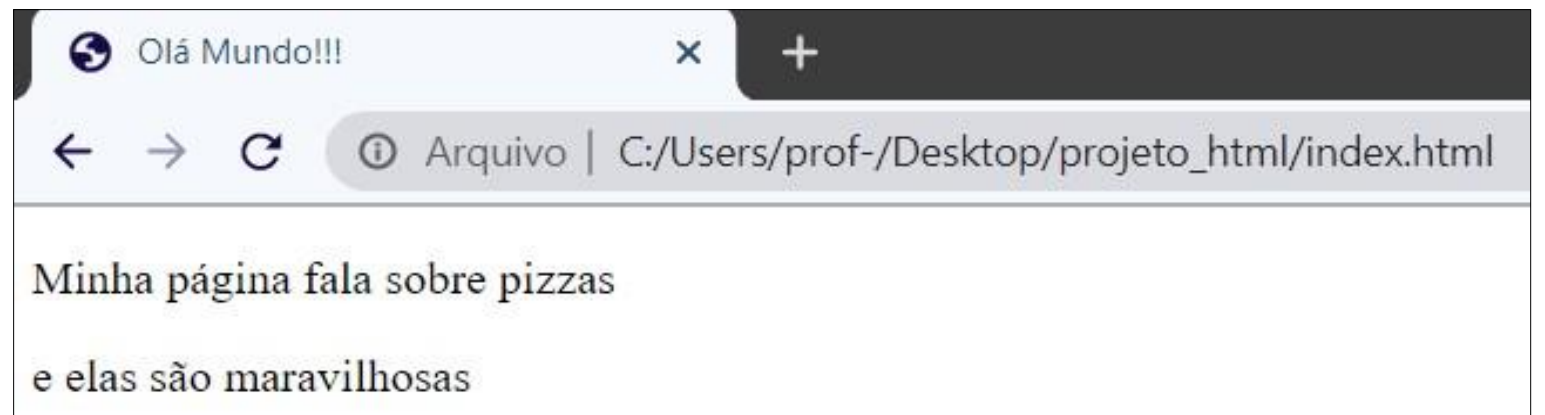 Olá Mundo!!!
Arquivo | C:/Users/prof-/Desktop/projeto_html/index.html
Minha página fala sobre pizzas
e elas são maravilhosas